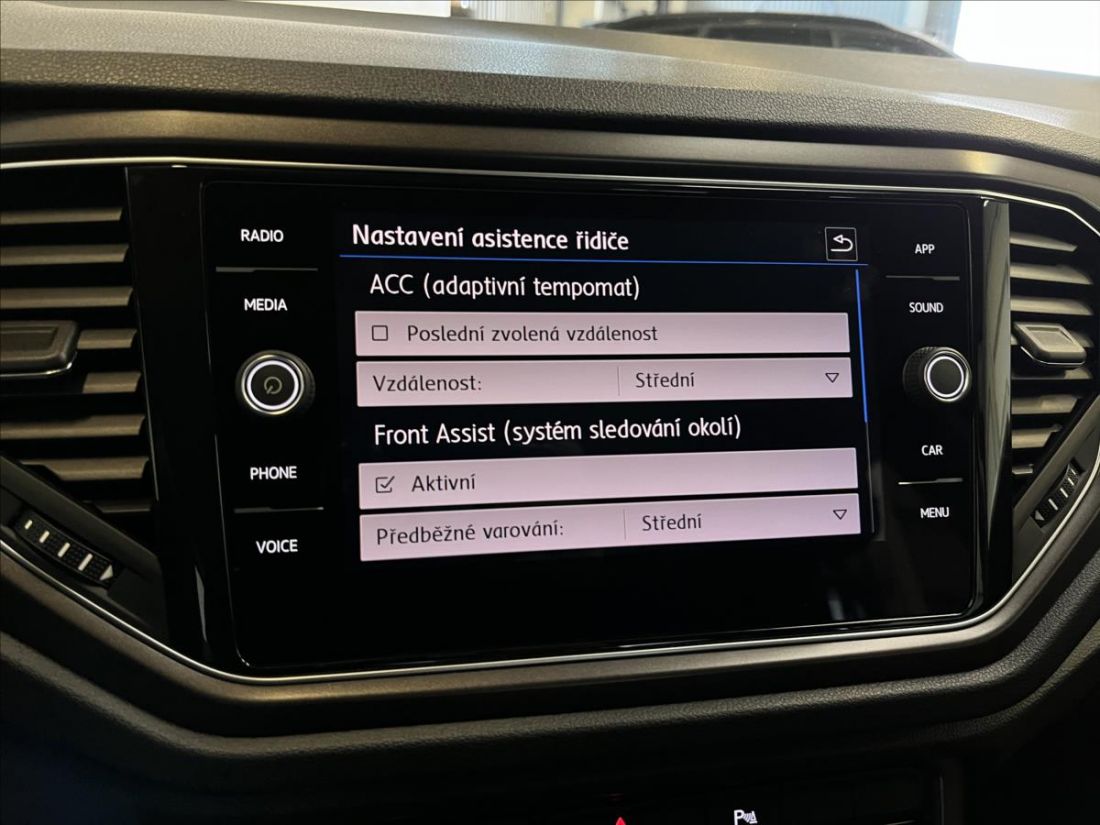 RADIO
MEDIA
PHONE
VOICE
Nastavení asistence řidiče
ACC (adaptivní tempomat)
Poslední zvolená vzdálenost
Vzdálenost: Střední
Front Assist (systém sledování okolí)
Aktivní
Předběžné varování: Střední
APP
SOUND
CAR
MENU
P